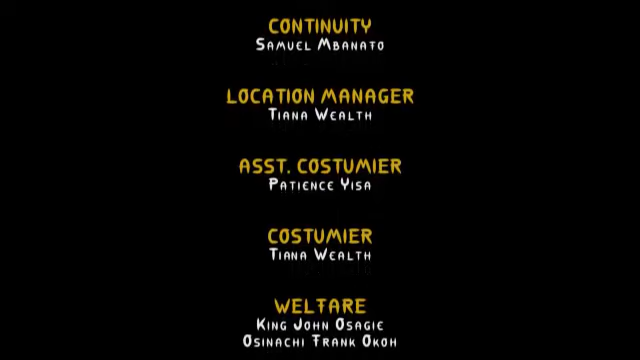 CONTINUITY
SAMUEL MBANATO
LOCATION MANAGER
TIANA WEALTH
ASST. COSTUMIER
PATIENCE YISA
COSTUMIER
TIANA WEALTH
WELFARE
KING JOHN OSAGIE
OSINACHI FRANK OKOH